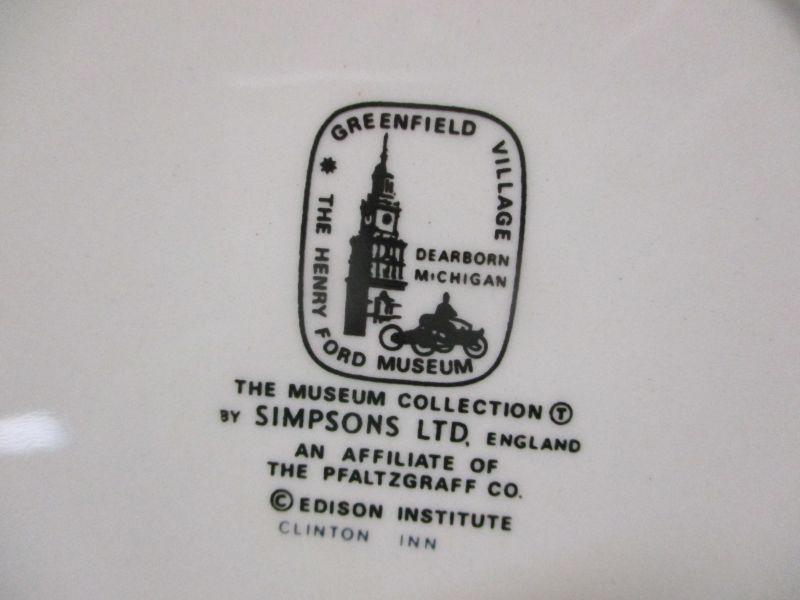 GREENFIELD VILLAGE
* THE HENRY FORD MUSEUM
DEARBORN
MICHIGAN
THE MUSEUM COLLECTION Ⓣ
BY SIMPSONS LTD, ENGLAND
AN AFFILIATE OF
THE PFALTZGRAFF CO.
© EDISON INSTITUTE
CLINTON INN